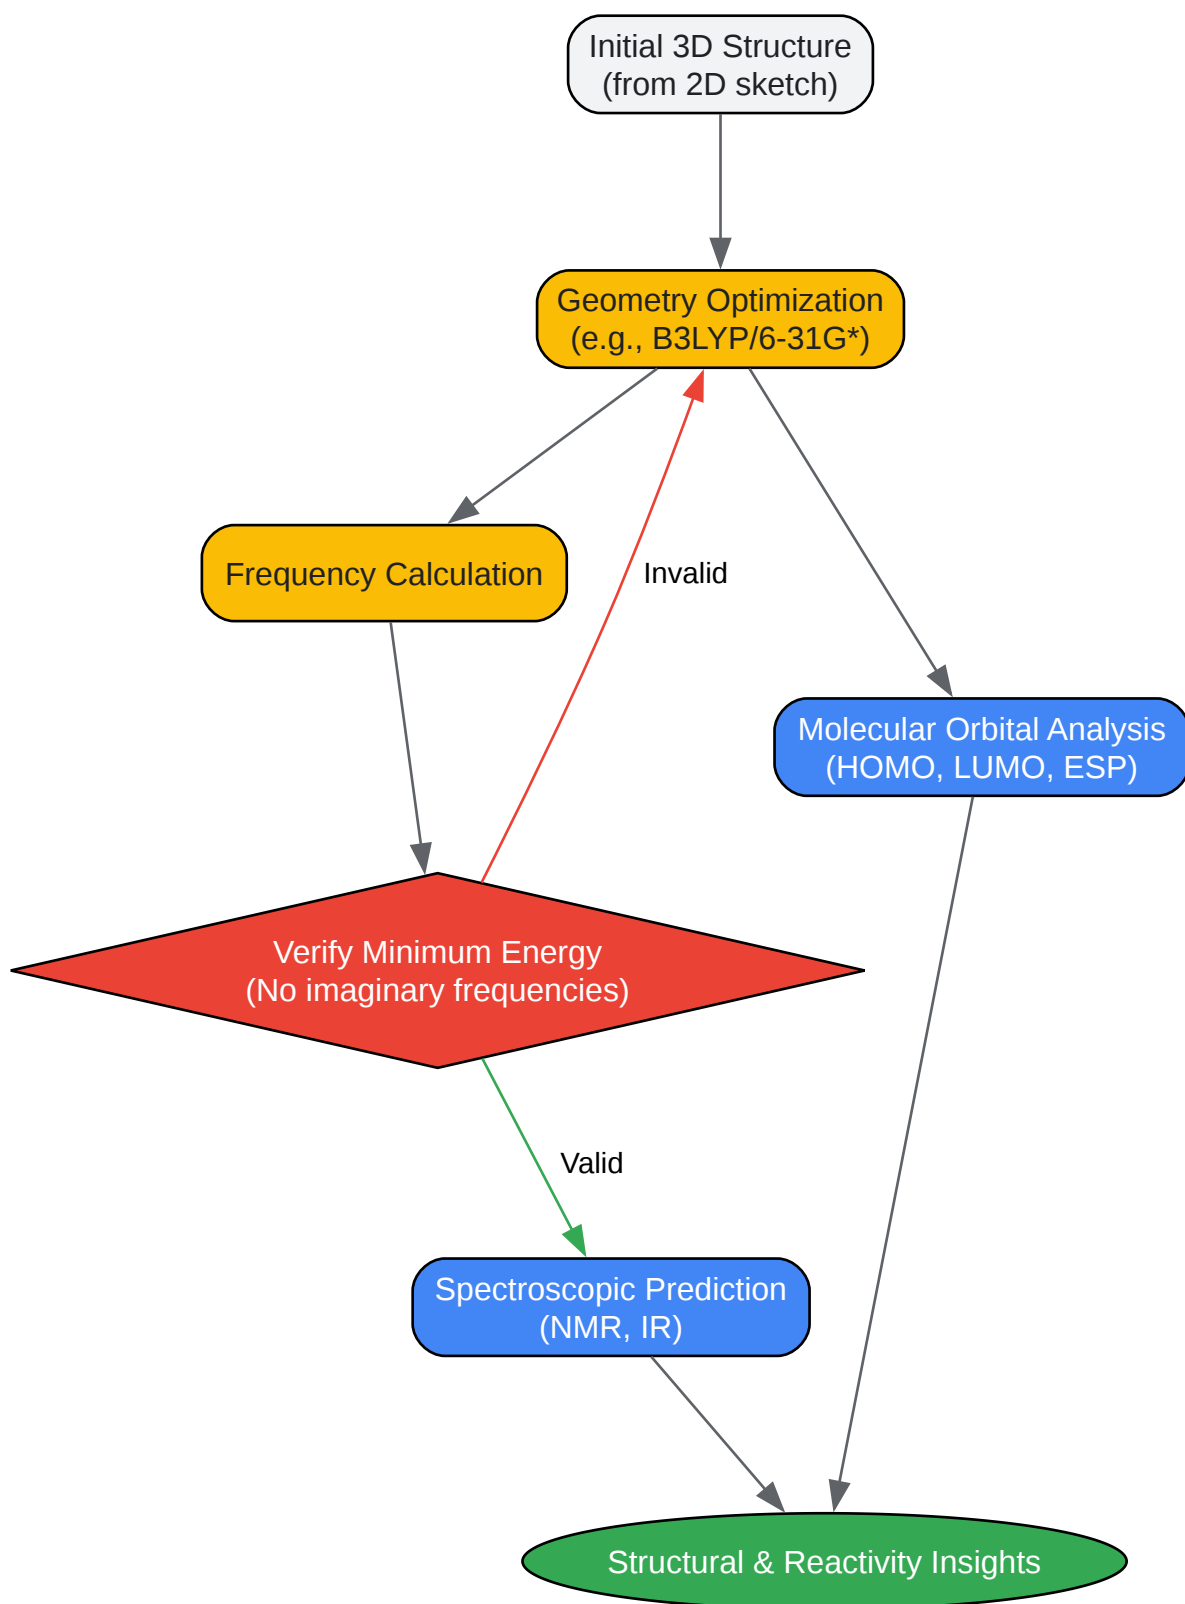 Initial 3D Structure
(from 2D sketch)
Geometry Optimization
(e.g., B3LYP/6-31G*)
Frequency Calculation
Invalid
Molecular Orbital Analysis
(HOMO, LUMO, ESP)
Verify Minimum Energy
(No imaginary frequencies)
Valid
Spectroscopic Prediction
(NMR, IR)
Structural & Reactivity Insights